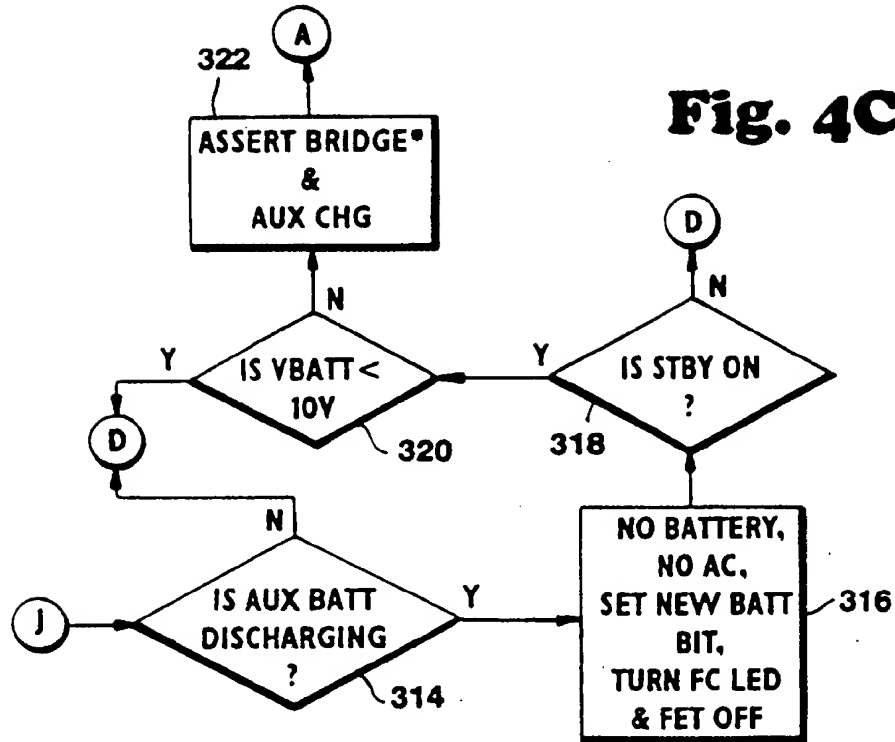 A
322
Fig. 4C
ASSERT BRIDGE*
&
AUX CHG
D
N
N
Y
IS VBATT <
10V
Y
IS STBY ON
?
D
320
318
N
NO BATTERY,
NO AC,
SET NEW BATT
BIT,
TURN FC LED
& FET OFF
316
J
IS AUX BATT
DISCHARGING
?
Y
314